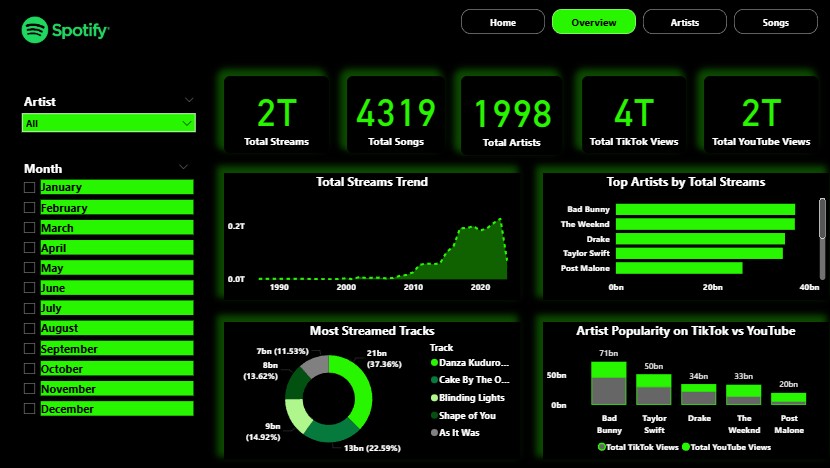 Spotify
Home
Overview
Artists
Songs
Artist
All
Month
January
February
March
April
May
June
July
August
September
October
November
December
2T
Total Streams
4319
Total Songs
1998
Total Artists
4T
Total TikTok Views
2T
Total YouTube Views
Total Streams Trend
0.2T
0.0T
1990
2000
2010
2020
Top Artists by Total Streams
Bad Bunny
The Weeknd
Drake
Taylor Swift
Post Malone
0bn
20bn
40bn
Most Streamed Tracks
7bn (11.53%)
8bn
(13.62%)
9bn
(14.92%)
21bn
(37.36%)
13bn (22.59%)
Track
Danza Kuduro...
Cake By The O...
Blinding Lights
Shape of You
As It Was
Artist Popularity on TikTok vs YouTube
50bn
0bn
71bn
50bn
34bn
33bn
20bn
Bad
Bunny
Taylor
Swift
Drake
The
Weeknd
Post
Malone
Total TikTok Views
Total YouTube Views